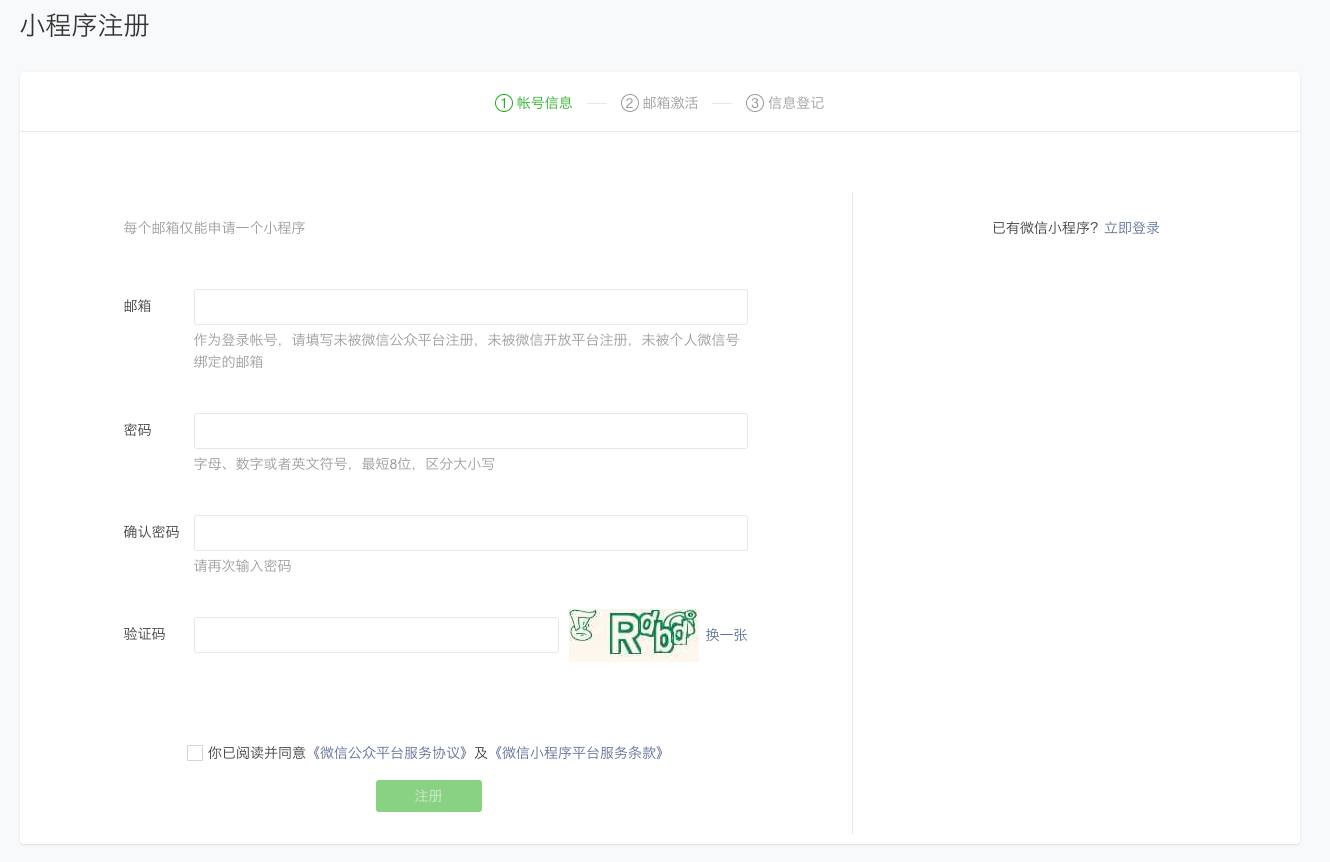 小程序注册
1 帐号信息 2 邮箱激活 3 信息登记
每个邮箱仅能申请一个小程序
已有微信小程序？立即登录
邮箱
作为登录帐号，请填写未被微信公众平台注册，未被微信开放平台注册，未被个人微信号
绑定的邮箱
密码
字母、数字或者英文符号，最短8位，区分大小写
确认密码
请再次输入密码
验证码
换一张
你已阅读并同意《微信公众平台服务协议》及《微信小程序平台服务条款》
注册